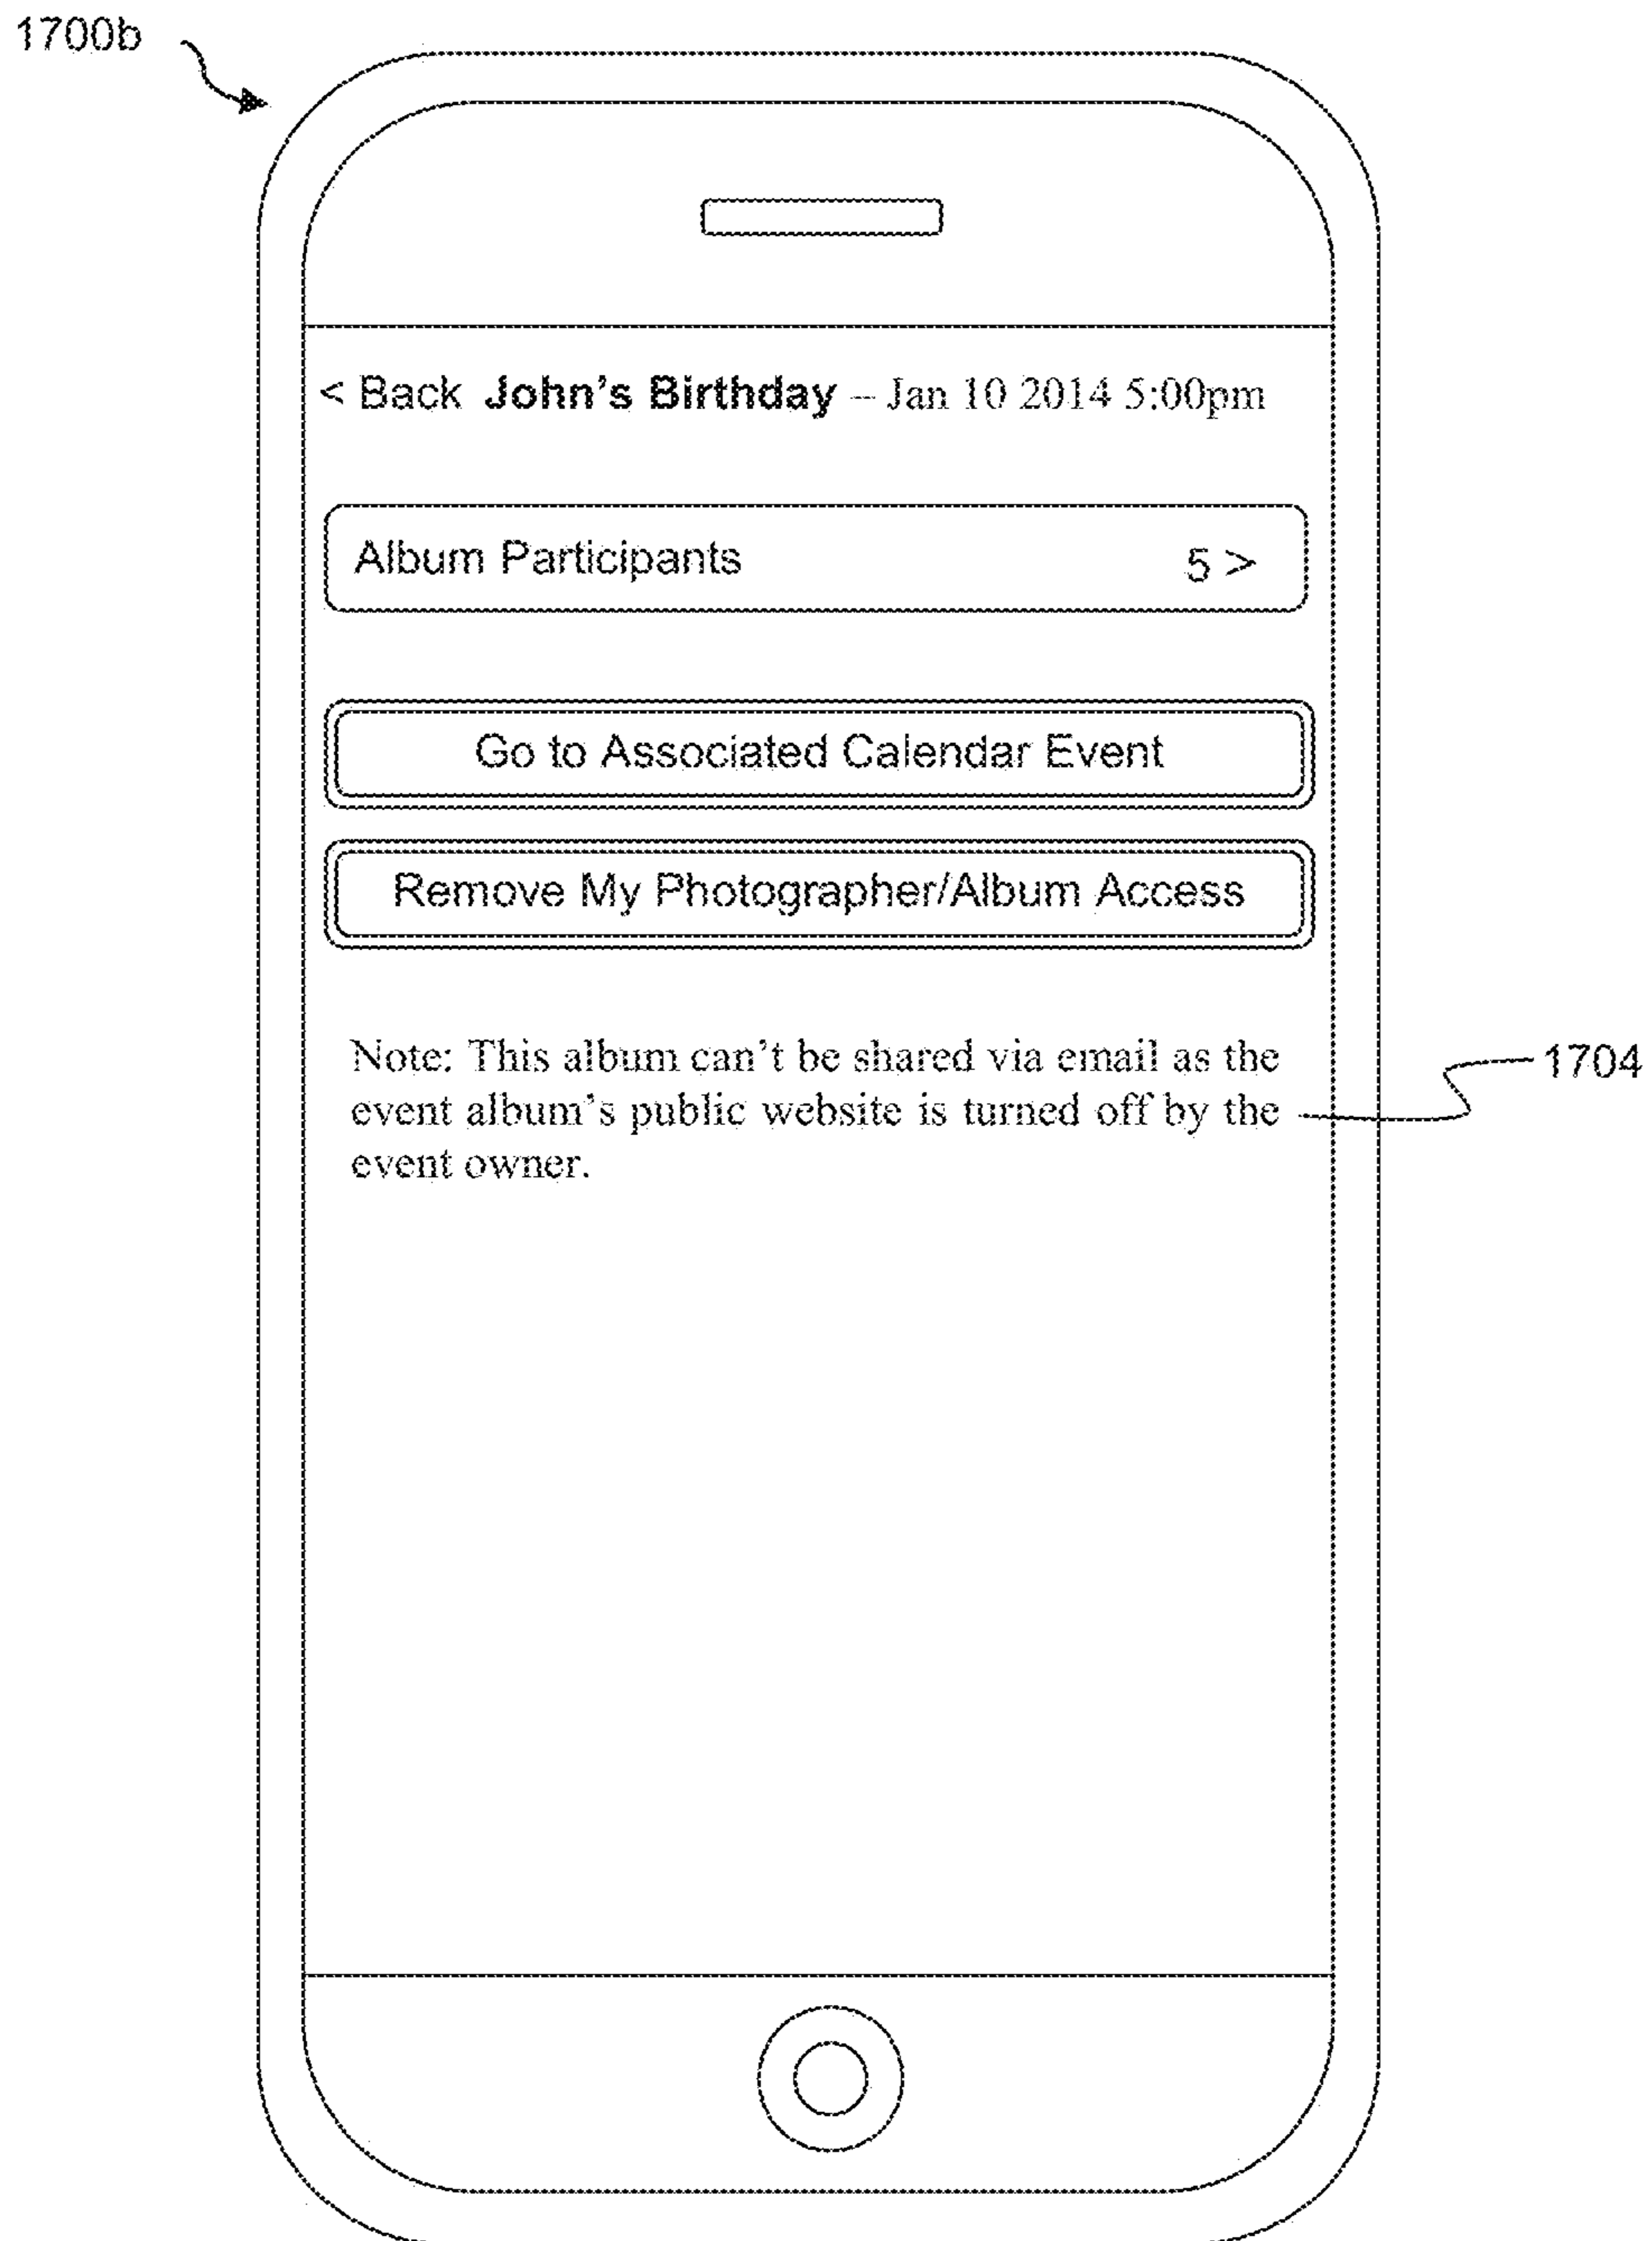 1700b
< Back John's Birthday – Jan 10 2014 5:00pm
Album Participants 5 >
Go to Associated Calendar Event
Remove My Photographer/Album Access
Note: This album can't be shared via email as the
event album's public website is turned off by the
event owner.
1704